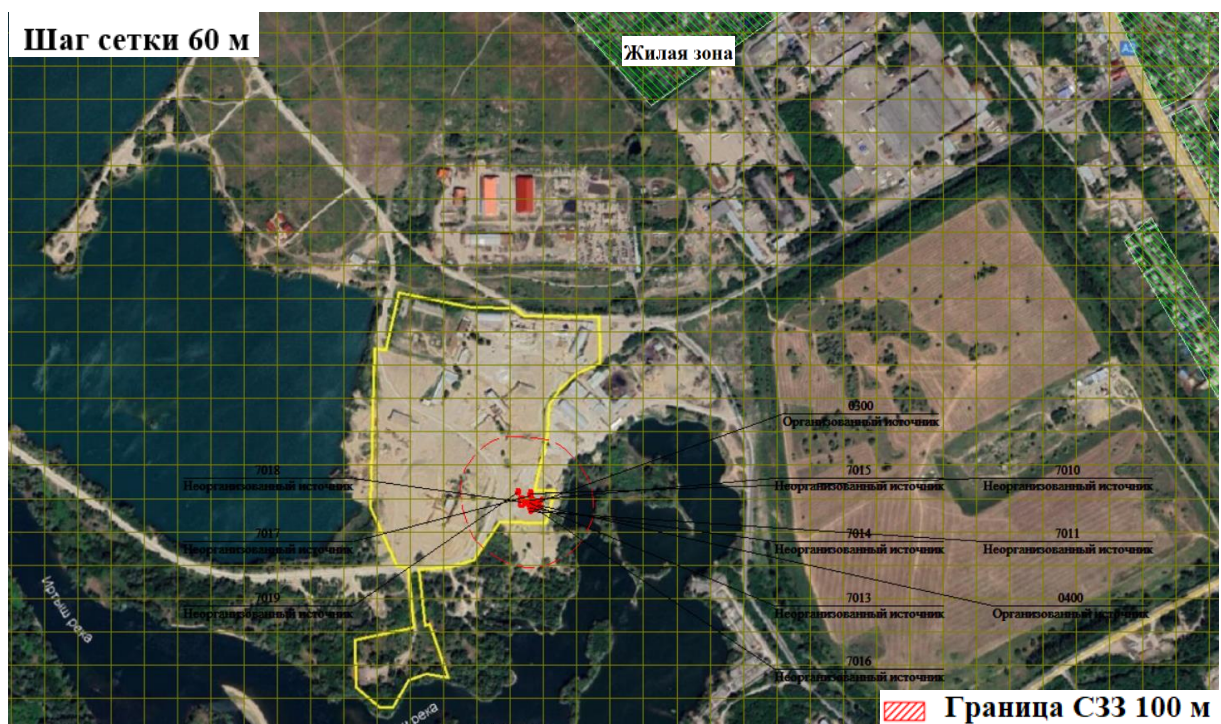 Шаг сетки 60 м
Жилая зона
0300
Организованный источник
7018
Неорганизованный источник
7015
Неорганизованный источник
7010
Неорганизованный источник
7017
Неорганизованный источник
7014
Неорганизованный источник
7011
Неорганизованный источник
7019
Неорганизованный источник
7013
Неорганизованный источник
0400
Организованный источник
7016
Неорганизованный источник
Иртыш река
река
Граница СЗЗ 100 м